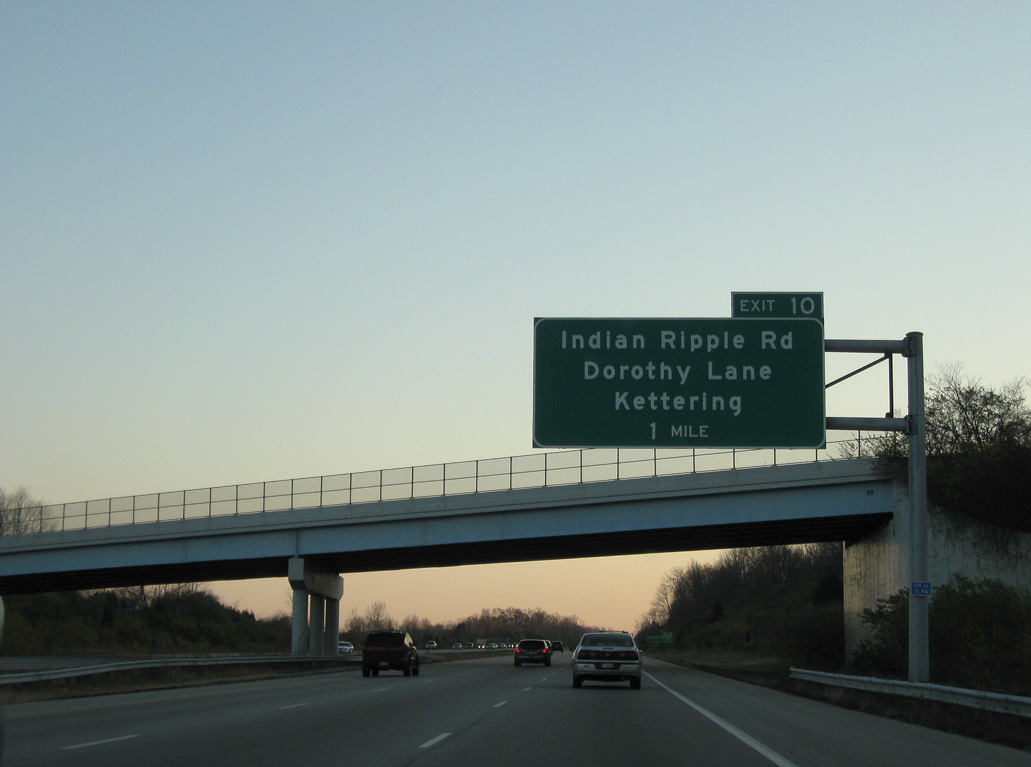 EXIT 10
Indian Ripple Rd
Dorothy Lane
Kettering
1 MILE